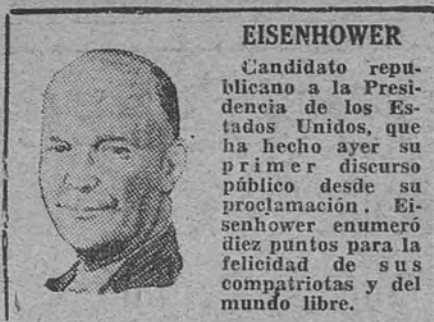 EISENHOWER
Candidato repu-
blicano a la Presi-
dencia de los Es-
tados Unidos, que
ha hecho ayer su
primer discurso
público desde su
proclamación. Ei-
senhower enumeró
diez puntos para la
felicidad de sus
compatriotas y del
mundo libre.